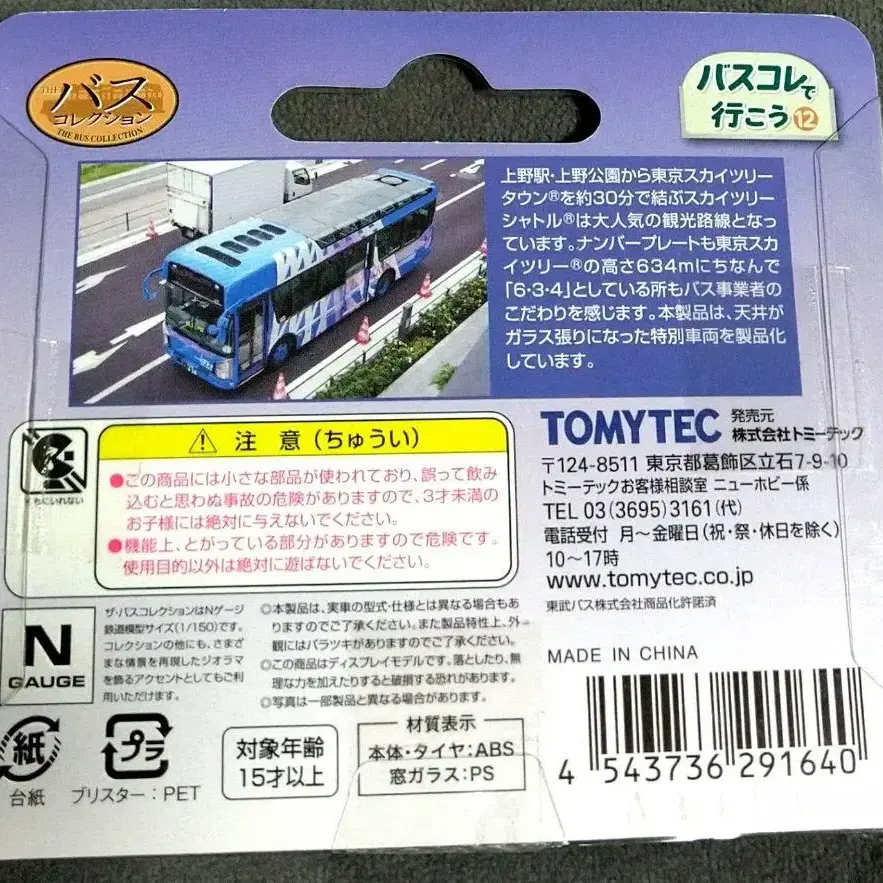 THE
バス
コレクション
THE BUS COLLECTION
バスコレで
行こう⑫
上野駅・上野公園から東京スカイツリー
タウン®を約30分で結ぶスカイツリー
シャトル®は大人気の観光路線となっ
ています。ナンバープレートも東京スカ
イツリー®の高さ634mにちなんで
「6・3・4」としている所もバス事業者の
こだわりを感じます。本製品は、天井が
ガラス張りになった特別車両を製品化
しています。
TOMYTEC 発売元
株式会社トミーテック
〒124-8511 東京都葛飾区立石7-9-10
トミーテックお客様相談室 ニューホビー係
TEL 03(3695)3161(代)
電話受付 月〜金曜日(祝・祭・休日を除く)
10〜17時
www.tomytec.co.jp
東武バス株式会社商品化許諾済
⚠ 注 意(ちゅうい)
●この商品には小さな部品が使われており、誤って飲み
込むと思わぬ事故の危険がありますので、3才未満の
お子様には絶対に与えないでください。
●機能上、とがっている部分がありますので危険です。
使用目的以外は絶対に遊ばないでください。
くちにいれない
N
GAUGE
ザ・バスコレクションはNゲージ
鉄道模型サイズ(1/150)です。
コレクションの他にも、さまざ
まな情景を再現したジオラマ
を飾るアクセントとしてもご利
用いただけます。
◎本製品は、実車の型式・仕様とは異なる場合もあ
りますのでご了承ください。また製品特性上、外
観にはバラツキがありますのでご了承ください。
◎この商品はディスプレイモデルです。落としたり、無
理な力を加えたりすると破損する恐れがあります。
◎写真は一部製品と異なる場合があります。
MADE IN CHINA
紙
台紙
プラ
ブリスター:PET
対象年齢
15才以上
材質表示
本体・タイヤ:ABS
窓ガラス:PS
4 543736 291640